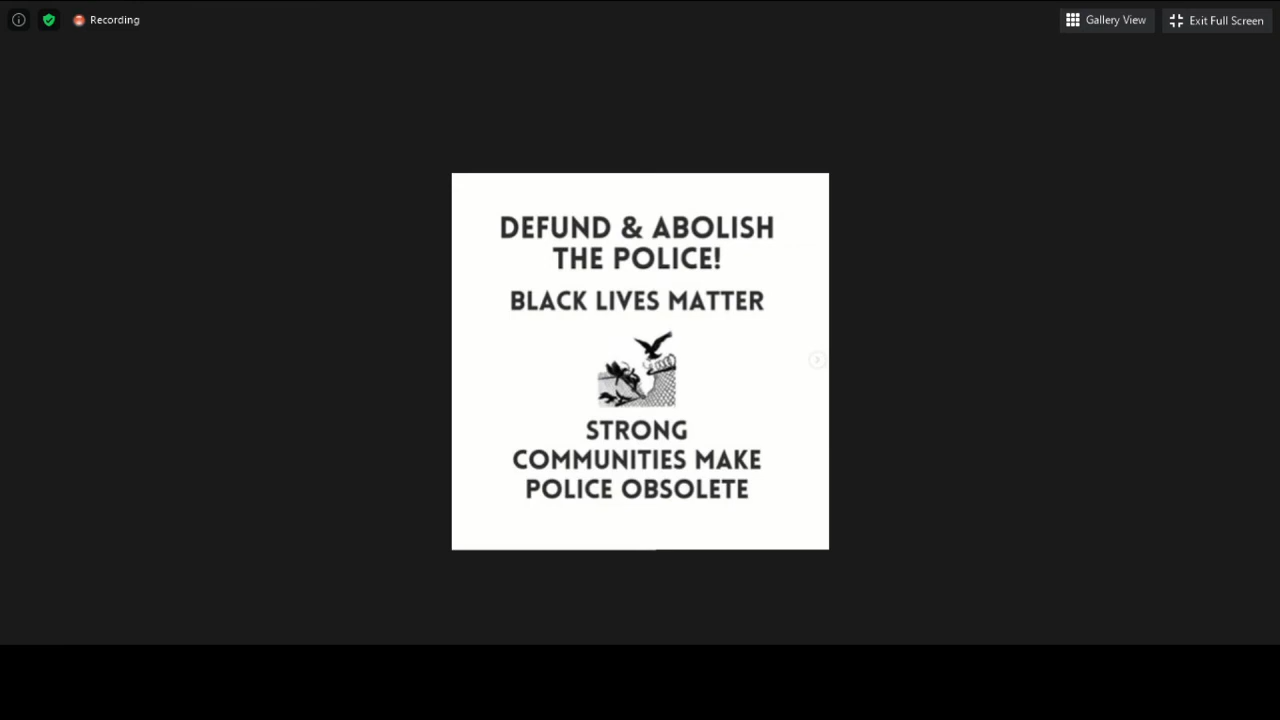 Recording
Gallery View
Exit Full Screen
DEFUND & ABOLISH
THE POLICE!
BLACK LIVES MATTER
STRONG
COMMUNITIES MAKE
POLICE OBSOLETE